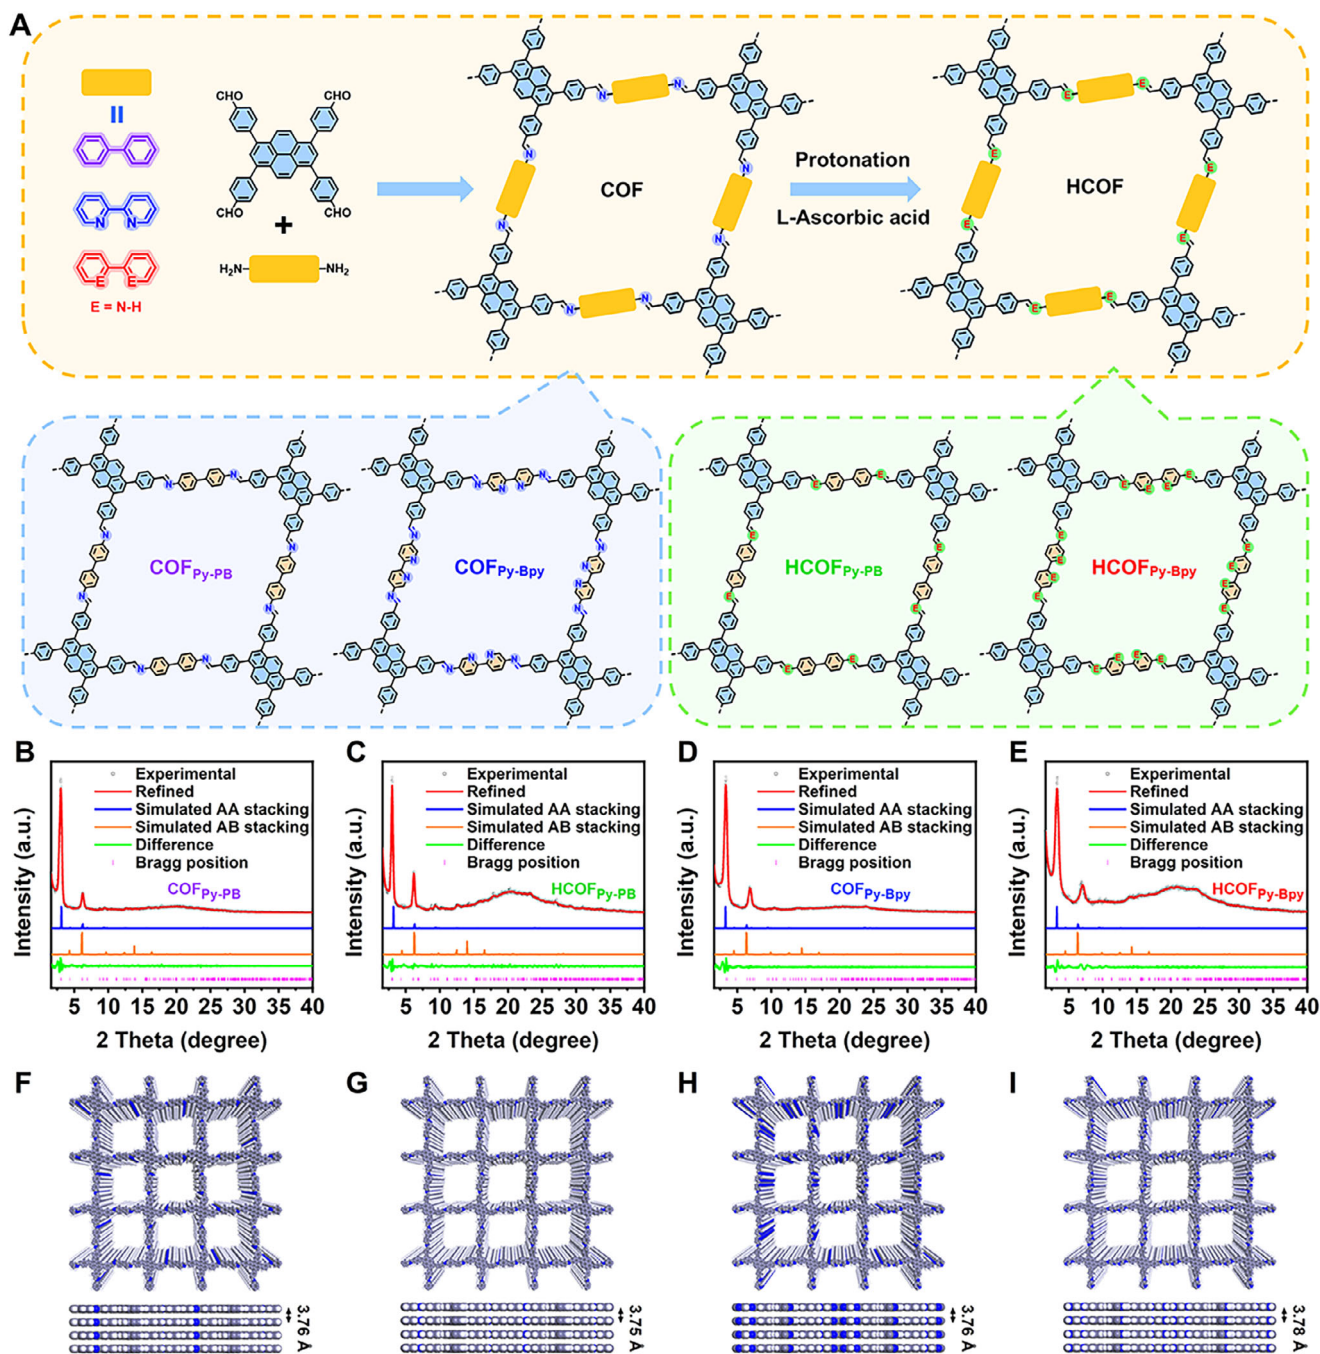 A
CHO
CHO
CHO
CHO
N N
E E
E = N-H
+
H₂N
NH₂
N N
N N
N N
N N
COF
Protonation
L-Ascorbic acid
E E
E E
E E
E E
HCOF
COFPy-PB
COFPy-Bpy
HCOFPy-PB
HCOFPy-Bpy
B
Intensity (a.u.)
Experimental
Refined
Simulated AA stacking
Simulated AB stacking
Difference
Bragg position
COFPy-PB
5 10 15 20 25 30 35 40
2 Theta (degree)
C
Intensity (a.u.)
Experimental
Refined
Simulated AA stacking
Simulated AB stacking
Difference
Bragg position
HCOFPy-PB
5 10 15 20 25 30 35 40
2 Theta (degree)
D
Intensity (a.u.)
Experimental
Refined
Simulated AA stacking
Simulated AB stacking
Difference
Bragg position
COFPy-Bpy
5 10 15 20 25 30 35 40
2 Theta (degree)
E
Intensity (a.u.)
Experimental
Refined
Simulated AA stacking
Simulated AB stacking
Difference
Bragg position
HCOFPy-Bpy
5 10 15 20 25 30 35 40
2 Theta (degree)
F
3.76 Å
G
3.75 Å
H
3.76 Å
I
3.78 Å